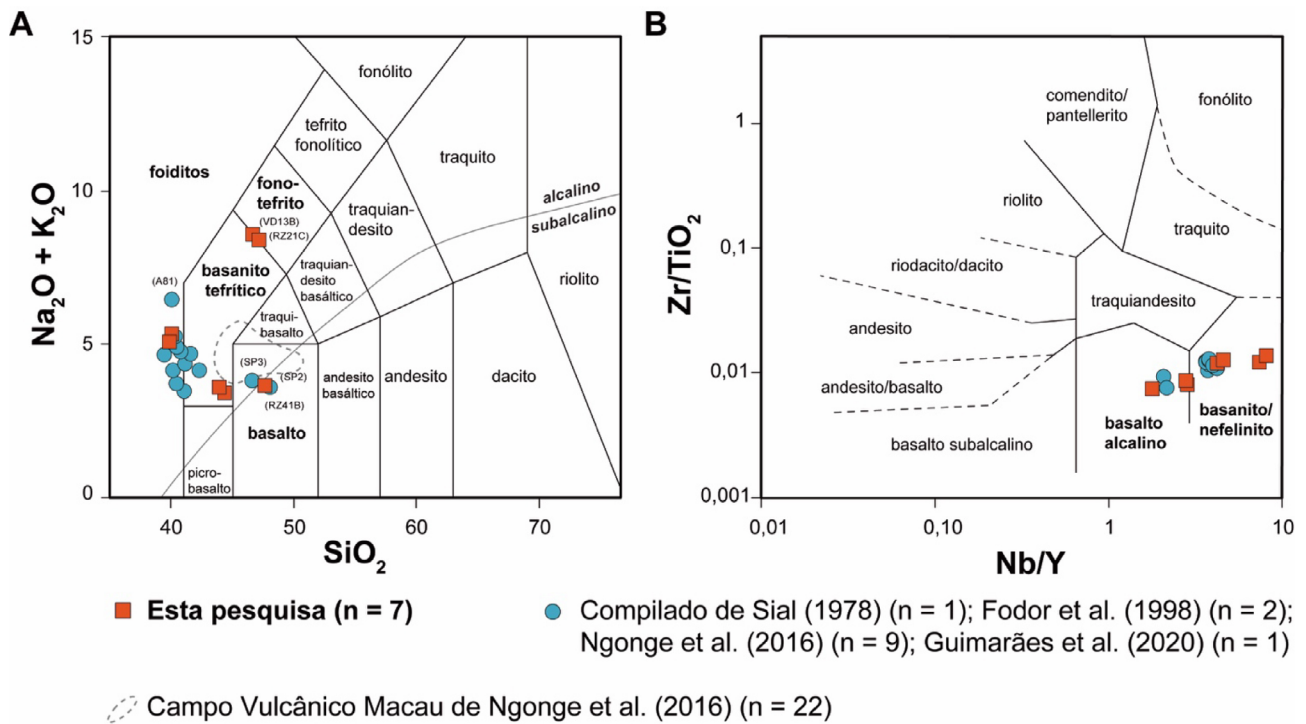 A
B
15
10
5
0
Na2O + K2O
40
50
60
70
SiO2
fonólito
tefrito
fonolítico
foiditos
fono-
tefrito
(VD13B)
(RZ21C)
traquito
alcalino
subalcalino
traquian-
desito
basanito
tefrítico
(A81)
traquian-
desito
basáltico
traqui-
basalto
riolito
(SP3)
(SP2)
(RZ41B)
andesito
basáltico
andesito
dacito
basalto
picro-
basalto
1
0,1
0,01
0,001
Zr/TiO2
0,01
0,10
1
10
Nb/Y
comendito/
pantellerito
fonólito
riolito
traquito
riodacito/dacito
traquiandesito
andesito
andesito/basalto
basalto
alcalino
basanito/
nefelinito
basalto subalcalino
Esta pesquisa (n = 7)
Compilado de Sial (1978) (n = 1); Fodor et al. (1998) (n = 2);
Ngonge et al. (2016) (n = 9); Guimarães et al. (2020) (n = 1)
Campo Vulcânico Macau de Ngonge et al. (2016) (n = 22)